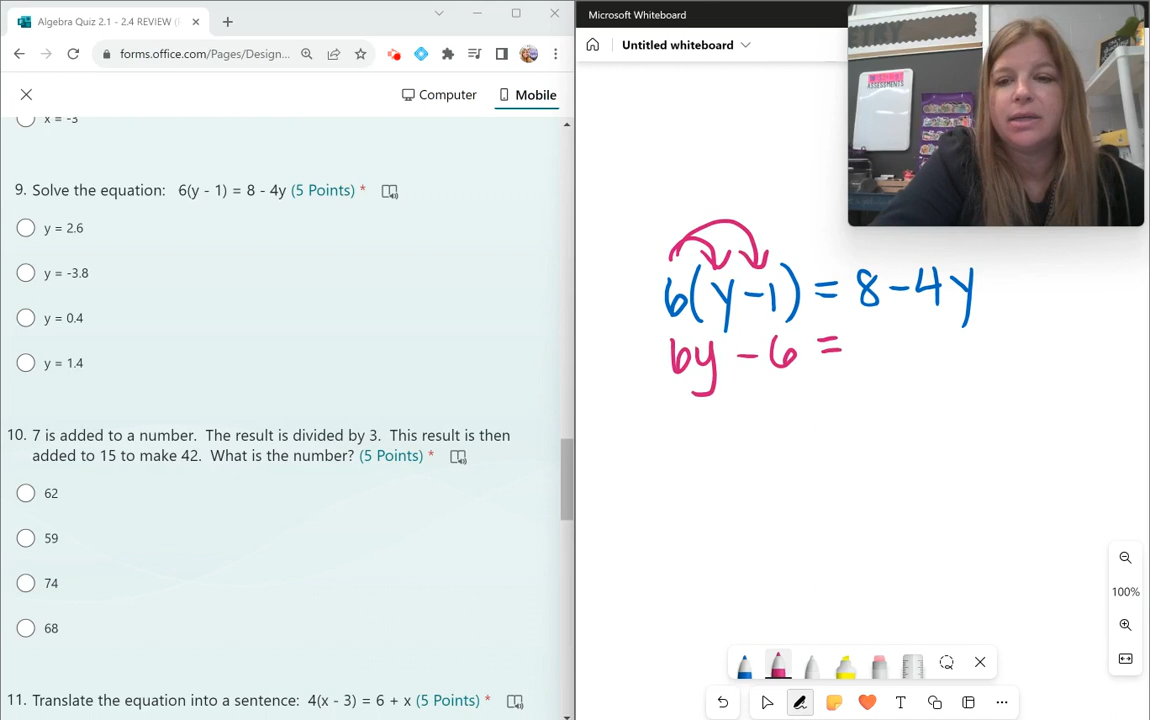 Algebra Quiz 2.1 - 2.4 REVIEW (
Microsoft Whiteboard
forms.office.com/Pages/Design...
Untitled whiteboard
Computer
Mobile
x = -3
9. Solve the equation: 6(y - 1) = 8 - 4y (5 Points) *
y = 2.6
y = -3.8
y = 0.4
y = 1.4
10. 7 is added to a number. The result is divided by 3. This result is then
added to 15 to make 42. What is the number? (5 Points) *
62
59
74
68
11. Translate the equation into a sentence: 4(x - 3) = 6 + x (5 Points) *
ASSESSMENTS
6(y-1) = 8-4y
6y - 6 =
100%